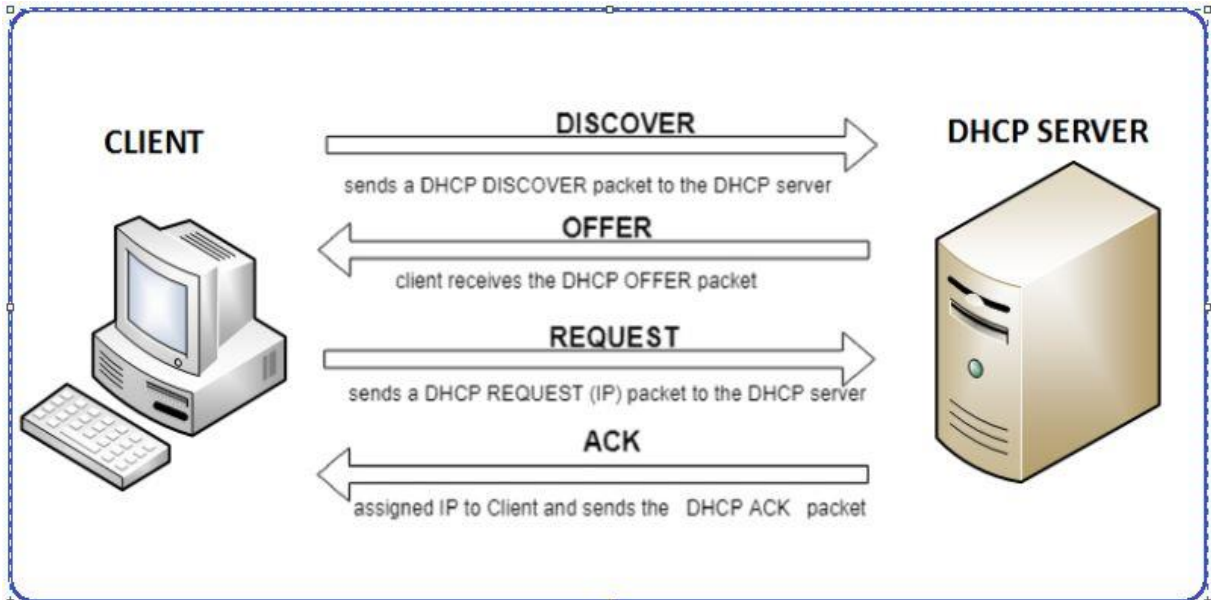 CLIENT
DHCP SERVER
DISCOVER
sends a DHCP DISCOVER packet to the DHCP server
OFFER
client receives the DHCP OFFER packet
REQUEST
sends a DHCP REQUEST (IP) packet to the DHCP server
ACK
assigned IP to Client and sends the DHCP ACK packet